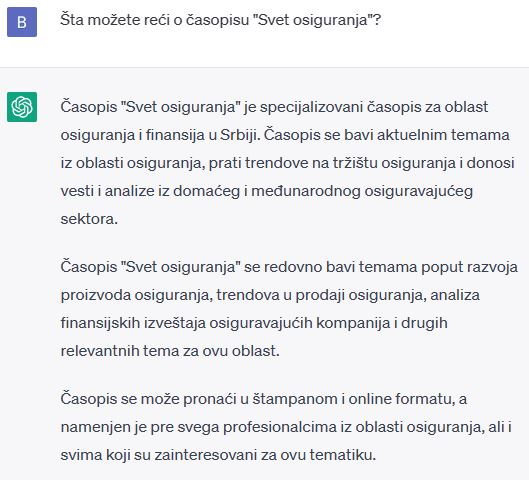 B
Šta možete reći o časopisu "Svet osiguranja"?
Časopis "Svet osiguranja" je specijalizovani časopis za oblast
osiguranja i finansija u Srbiji. Časopis se bavi aktuelnim temama
iz oblasti osiguranja, prati trendove na tržištu osiguranja i donosi
vesti i analize iz domaćeg i međunarodnog osiguravajućeg
sektora.
Časopis "Svet osiguranja" se redovno bavi temama poput razvoja
proizvoda osiguranja, trendova u prodaji osiguranja, analiza
finansijskih izveštaja osiguravajućih kompanija i drugih
relevantnih tema za ovu oblast.
Časopis se može pronaći u štampanom i online formatu, a
namenjen je pre svega profesionalcima iz oblasti osiguranja, ali i
svima koji su zainteresovani za ovu tematiku.